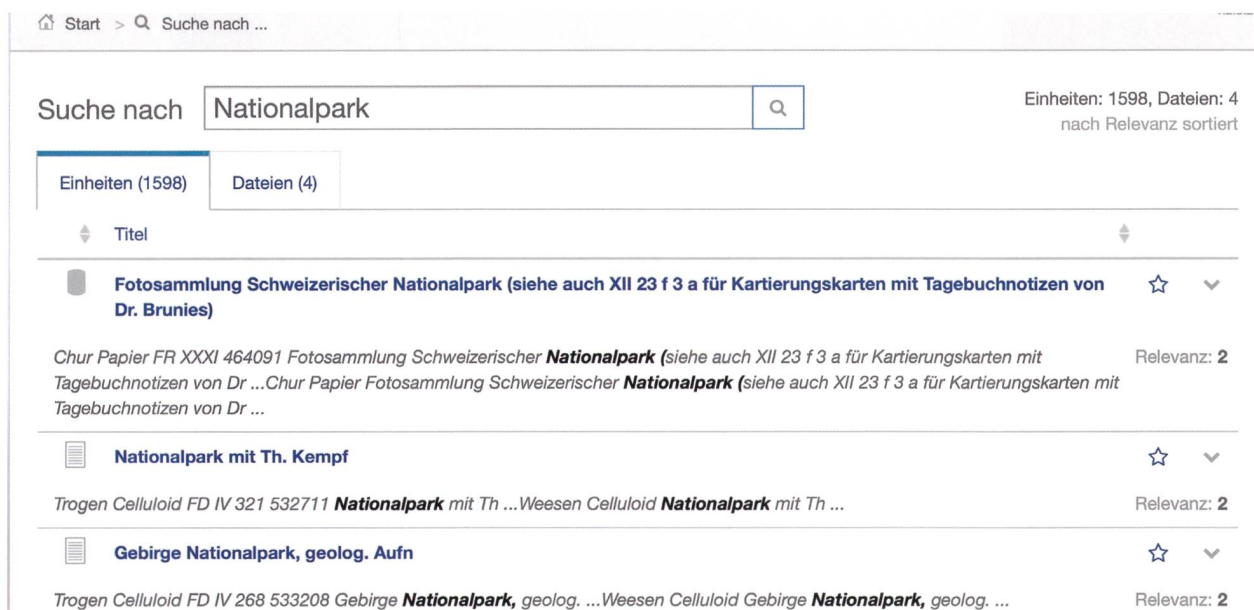 Start > Suche nach ...
Suche nach Nationalpark
Einheiten: 1598, Dateien: 4
nach Relevanz sortiert
Einheiten (1598) Dateien (4)
Titel
Fotosammlung Schweizerischer Nationalpark (siehe auch XII 23 f 3 a für Kartierungskarten mit Tagebuchnotizen von
Dr. Brunies)
Chur Papier FR XXXI 464091 Fotosammlung Schweizerischer Nationalpark (siehe auch XII 23 f 3 a für Kartierungskarten mit Relevanz: 2
Tagebuchnotizen von Dr ...Chur Papier Fotosammlung Schweizerischer Nationalpark (siehe auch XII 23 f 3 a für Kartierungskarten mit
Tagebuchnotizen von Dr ...
Nationalpark mit Th. Kempf
Trogen Celluloid FD IV 321 532711 Nationalpark mit Th ...Weesen Celluloid Nationalpark mit Th ... Relevanz: 2
Gebirge Nationalpark, geolog. Aufn
Trogen Celluloid FD IV 268 533208 Gebirge Nationalpark, geolog. ...Weesen Celluloid Gebirge Nationalpark, geolog. ... Relevanz: 2